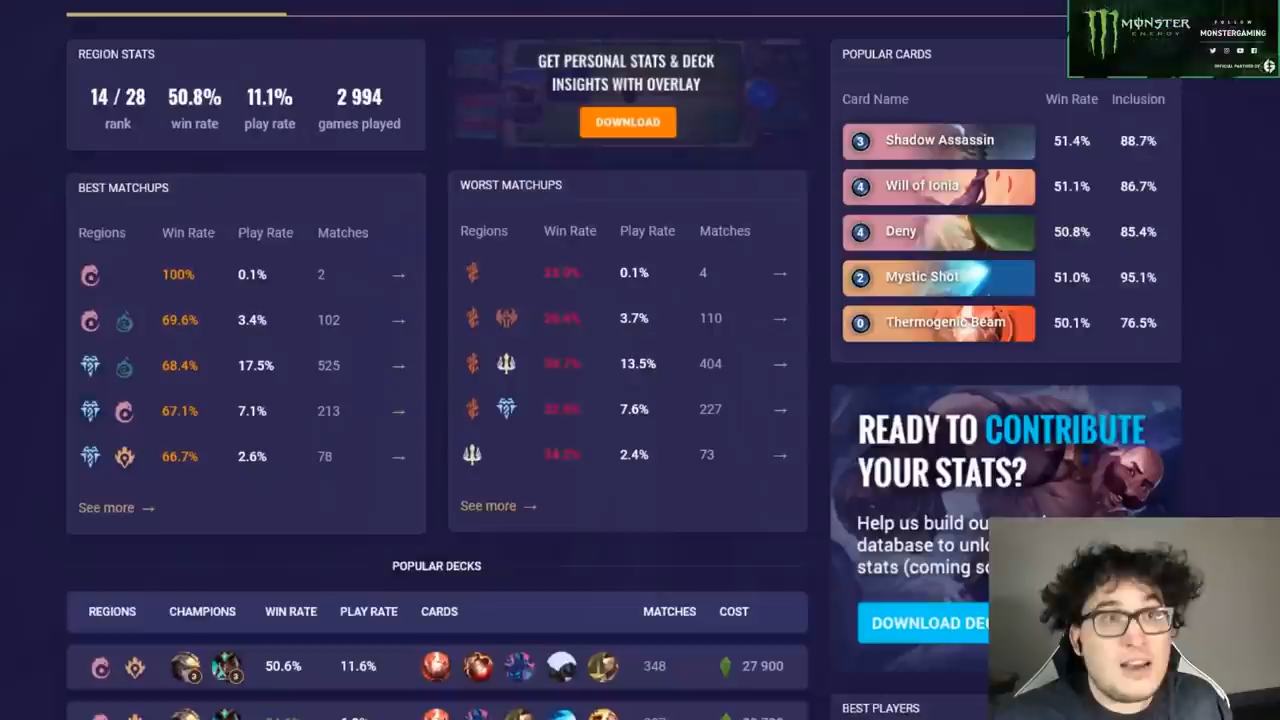 REGION STATS
14 / 28 50.8% 11.1% 2 994
rank win rate play rate games played
GET PERSONAL STATS & DECK
INSIGHTS WITH OVERLAY
DOWNLOAD
MONSTER
ENERGY
FOLLOW
MONSTERGAMING
POPULAR CARDS
Card Name Win Rate Inclusion
3 Shadow Assassin 51.4% 88.7%
4 Will of Ionia 51.1% 86.7%
4 Deny 50.8% 85.4%
2 Mystic Shot 51.0% 95.1%
0 Thermogenic Beam 50.1% 76.5%
BEST MATCHUPS
Regions Win Rate Play Rate Matches
100% 0.1% 2 →
69.6% 3.4% 102 →
68.4% 17.5% 525 →
67.1% 7.1% 213 →
66.7% 2.6% 78 →
See more →
WORST MATCHUPS
Regions Win Rate Play Rate Matches
0.1% 4 →
3.7% 110 →
13.5% 404 →
7.6% 227 →
2.4% 73 →
See more →
READY TO CONTRIBUTE
YOUR STATS?
Help us build ou
database to unlo
stats (coming so
DOWNLOAD DEC
POPULAR DECKS
REGIONS CHAMPIONS WIN RATE PLAY RATE CARDS MATCHES COST
3 3 50.6% 11.6% 348 27 900
BEST PLAYERS